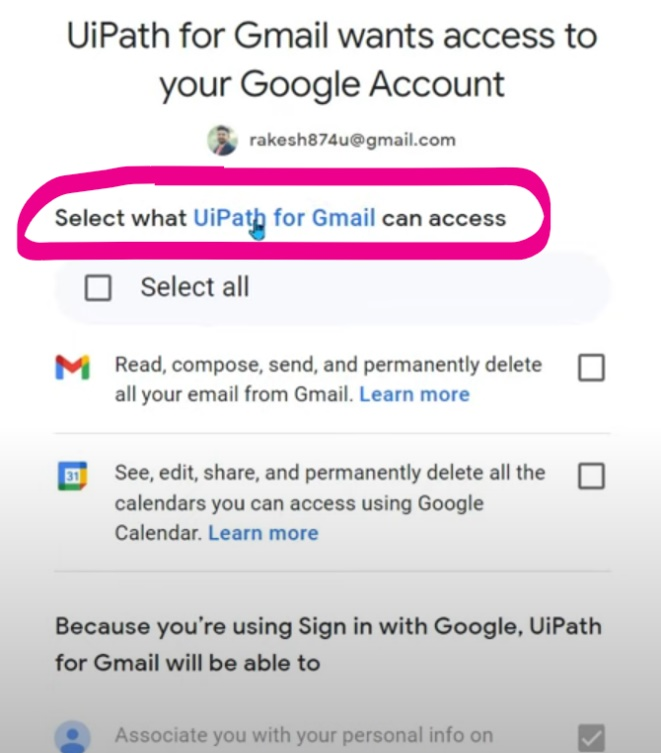 UiPath for Gmail wants access to
your Google Account
rakesh874u@gmail.com
Select what UiPath for Gmail can access
Select all
Read, compose, send, and permanently delete
all your email from Gmail. Learn more
31
See, edit, share, and permanently delete all the
calendars you can access using Google
Calendar. Learn more
Because you’re using Sign in with Google, UiPath
for Gmail will be able to
Associate you with your personal info on